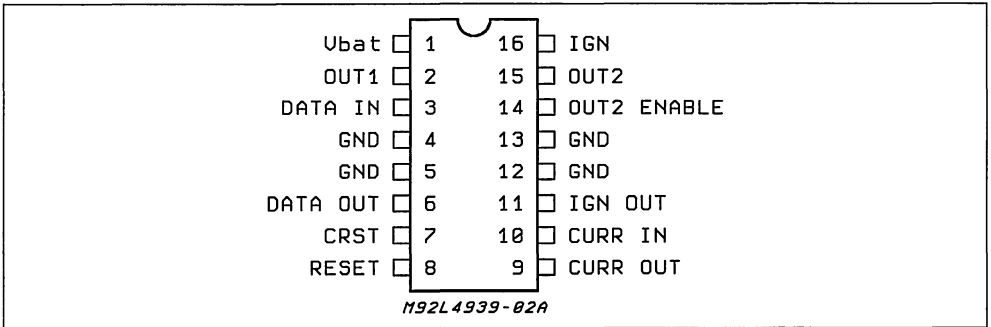 Vbat 1 16 IGN
OUT1 2 15 OUT2
DATA IN 3 14 OUT2 ENABLE
GND 4 13 GND
GND 5 12 GND
DATA OUT 6 11 IGN OUT
CRST 7 10 CURR IN
RESET 8 9 CURR OUT
M92L4939-02A